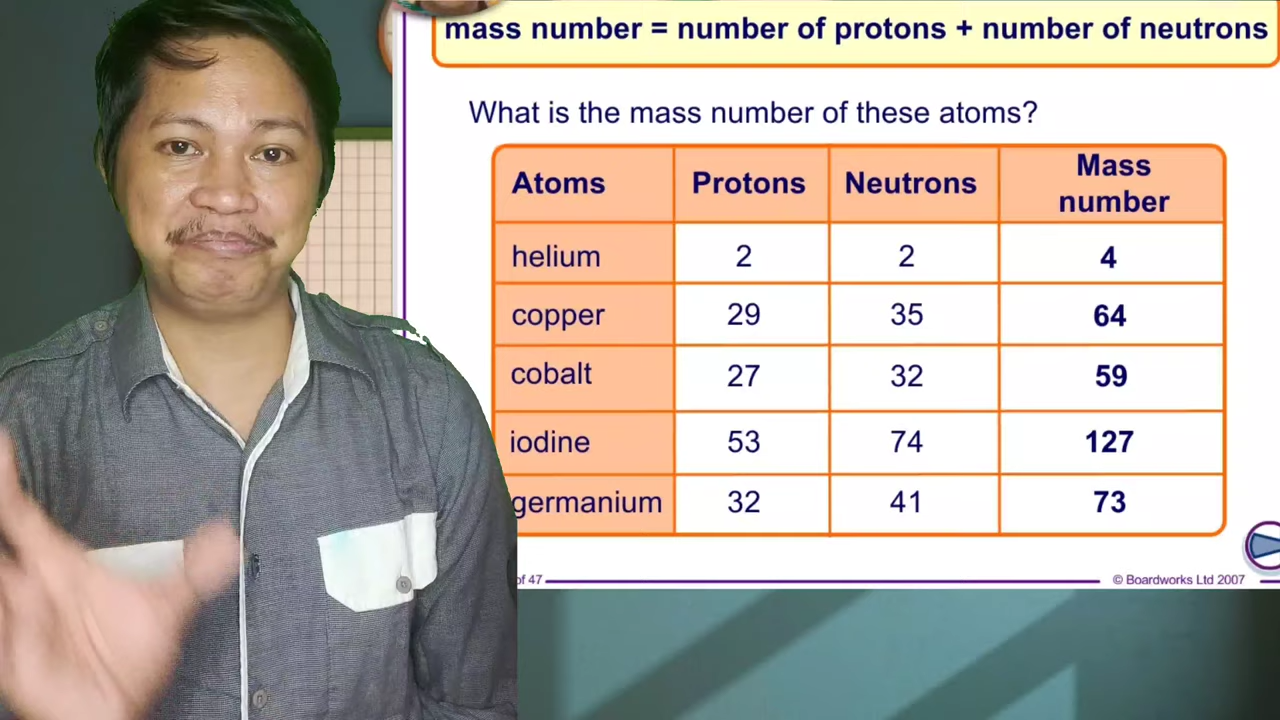 mass number = number of protons + number of neutrons
What is the mass number of these atoms?
Atoms Protons Neutrons Mass number
helium 2 2 4
copper 29 35 64
cobalt 27 32 59
iodine 53 74 127
germanium 32 41 73
of 47 © Boardworks Ltd 2007